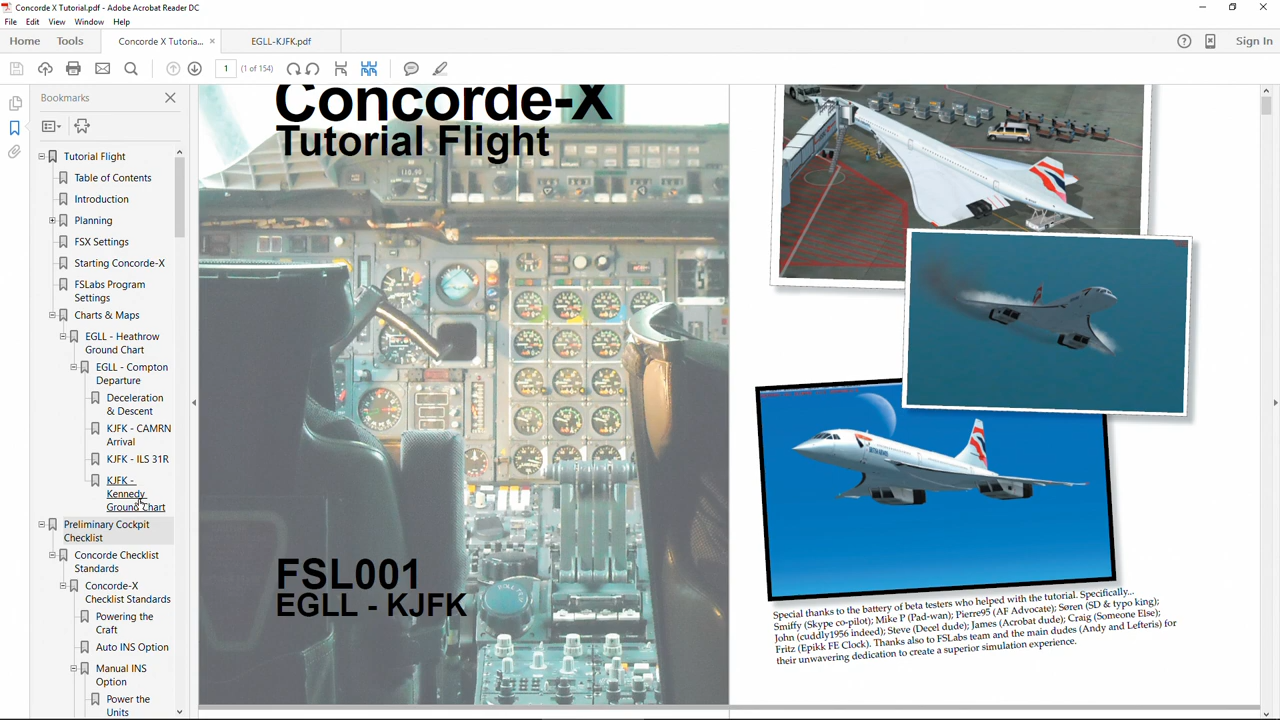 Concorde X Tutorial.pdf - Adobe Acrobat Reader DC
File Edit View Window Help
Home Tools Concorde X Tutoria... × EGLL-KJFK.pdf Sign In
1 (1 of 154)
Bookmarks
Tutorial Flight
Table of Contents
Introduction
Planning
FSX Settings
Starting Concorde-X
FSLabs Program
Settings
Charts & Maps
EGLL - Heathrow
Ground Chart
EGLL - Compton
Departure
Deceleration
& Descent
KJFK - CAMRN
Arrival
KJFK - ILS 31R
KJFK -
Kennedy
Ground Chart
Preliminary Cockpit
Checklist
Concorde Checklist
Standards
Concorde-X
Checklist Standards
Powering the
Craft
Auto INS Option
Manual INS
Option
Power the
Units
Concorde-X
Tutorial Flight
FSL001
EGLL - KJFK
Special thanks to the battery of beta testers who helped with the tutorial. Specifically...
Smiffy (Skype co-pilot); Mike P (Pad-wan); Pierre95 (AF Advocate); Søren (SD & typo king);
John (cuddly1956 indeed); Steve (Decel dude); James (Acrobat dude); Craig (Someone Else);
Fritz (Epikk FE Clock). Thanks also to FSLabs team and the main dudes (Andy and Lefteris) for
their unwavering dedication to create a superior simulation experience.